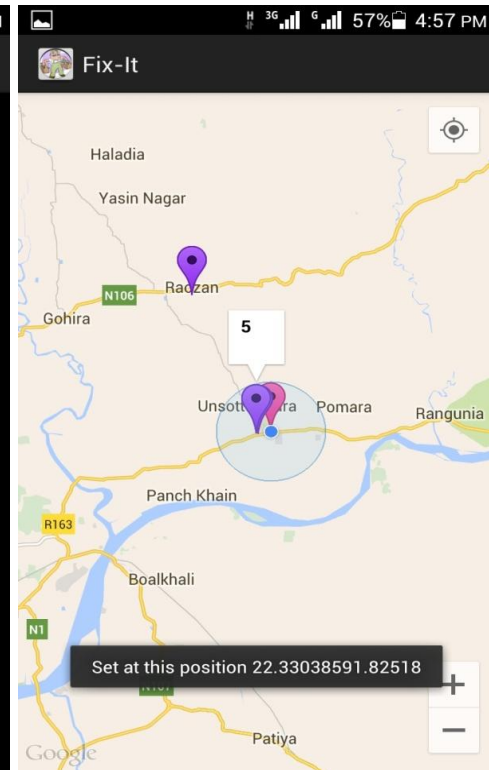 H 3G G 57% 4:57 PM
Fix-It
Haladia
Yasin Nagar
N106
Gohira
5
Pomara
Rangunia
Panch Khain
R163
Boalkhali
N1
Set at this position 22.33038591.82518
+
−
Patiya
Google